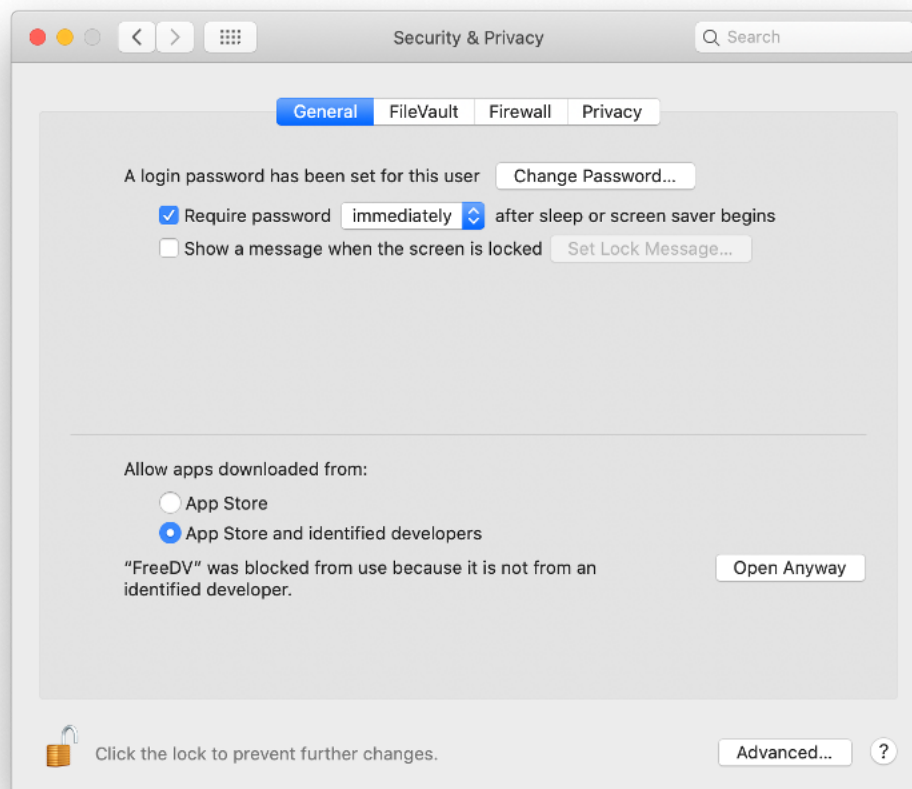 Security & Privacy
Search
General FileVault Firewall Privacy
A login password has been set for this user Change Password...
Require password immediately after sleep or screen saver begins
Show a message when the screen is locked Set Lock Message...
Allow apps downloaded from:
App Store
App Store and identified developers
“FreeDV” was blocked from use because it is not from an
identified developer.
Open Anyway
Click the lock to prevent further changes.
Advanced... ?